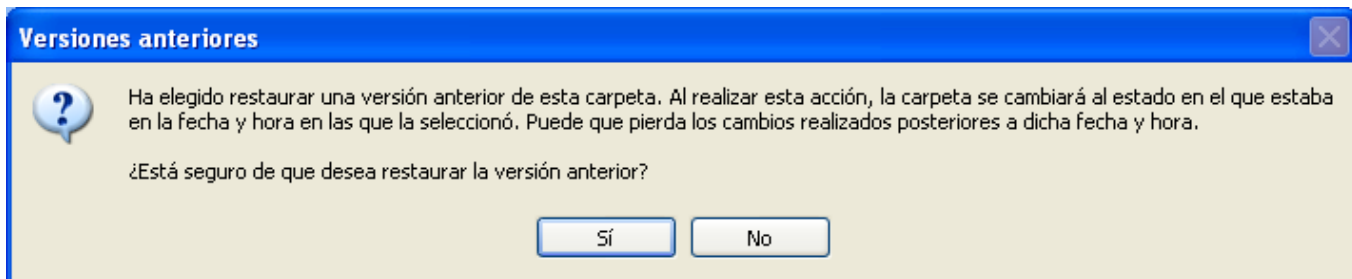 Versiones anteriores
Ha elegido restaurar una versión anterior de esta carpeta. Al realizar esta acción, la carpeta se cambiará al estado en el que estaba
en la fecha y hora en las que la seleccionó. Puede que pierda los cambios realizados posteriores a dicha fecha y hora.
¿Está seguro de que desea restaurar la versión anterior?
Sí
No